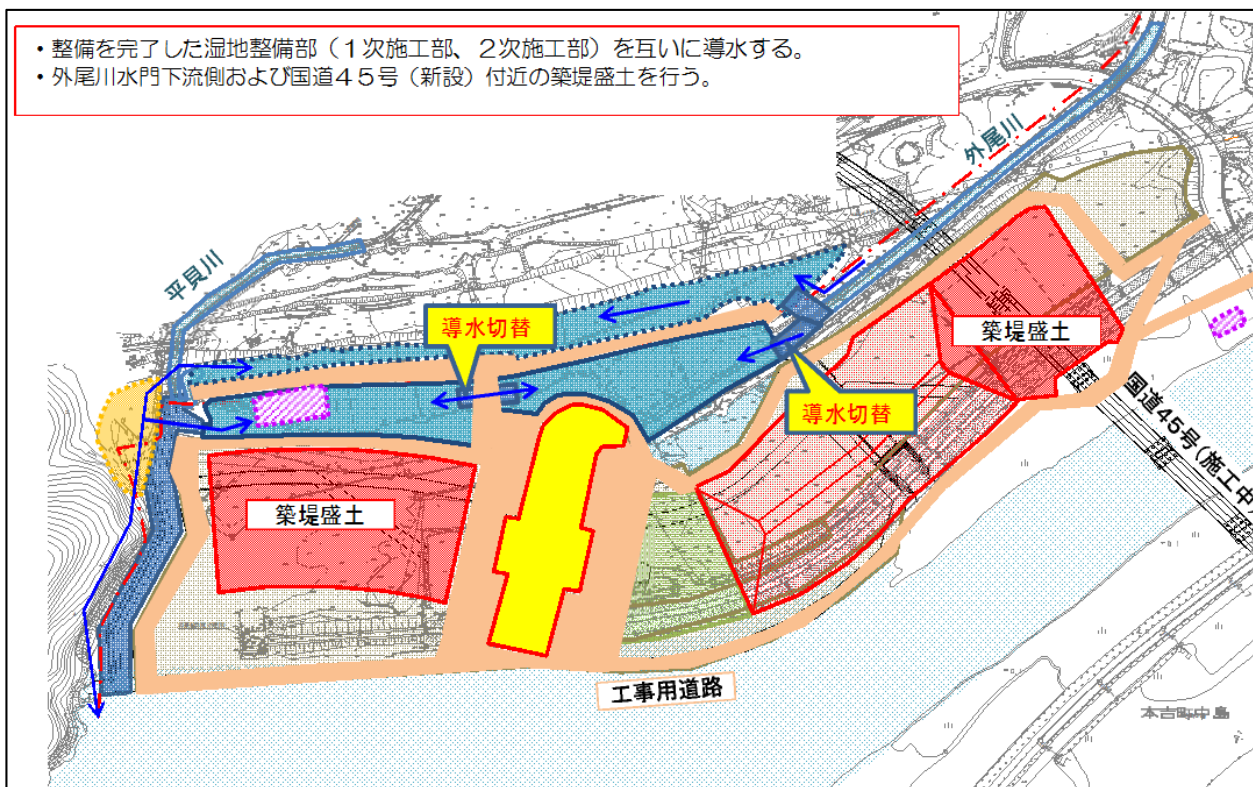 ・整備を完了した湿地整備部（１次施工部、２次施工部）を互いに導水する。
・外尾川水門下流側および国道４５号（新設）付近の築堤盛土を行う。
外尾川
平貝川
導水切替
築堤盛土
導水切替
国道４５号（施工中
築堤盛土
工事用道路
本吉町中島